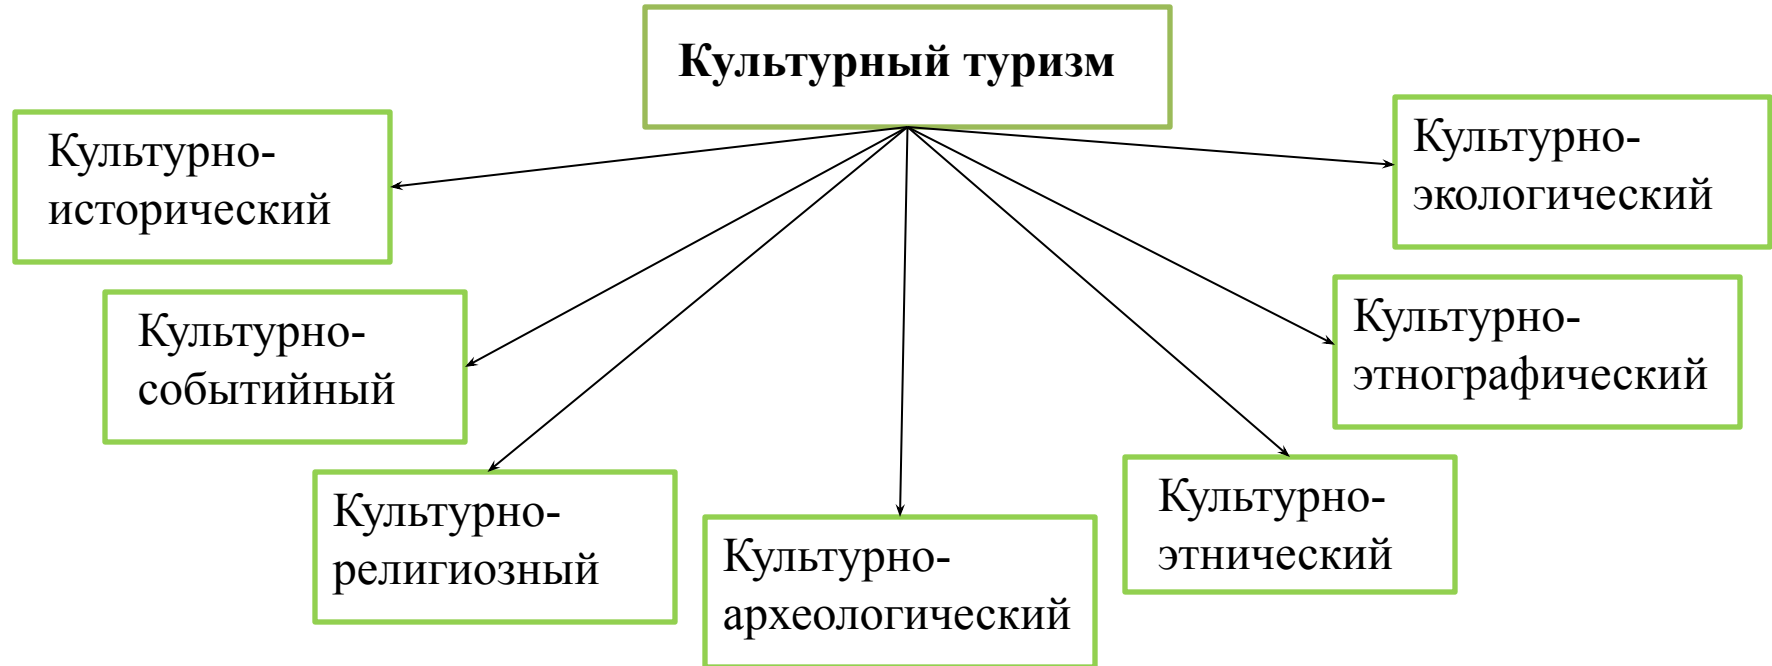 Культурный туризм
Культурно-
исторический
Культурно-
экологический
Культурно-
событийный
Культурно-
этнографический
Культурно-
религиозный
Культурно-
археологический
Культурно-
этнический